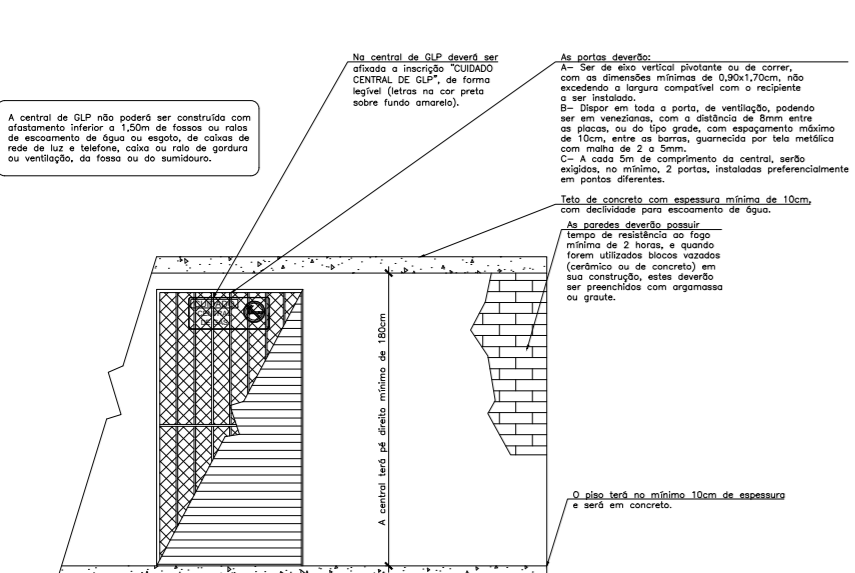 Na central de GLP deverá ser
afixada a inscrição "CUIDADO
CENTRAL DE GLP", de forma
legível (letras na cor preta
sobre fundo amarelo).
As portas deverão:
A– Ser de eixo vertical pivotante ou de correr,
com as dimensões mínimas de 0,90x1,70cm, não
excedendo a largura compatível com o recipiente
a ser instalado.
B– Dispor em toda a porta, de ventilação, podendo
ser em venezianas, com a distância de 8mm entre
as placas, ou do tipo grade, com espaçamento máximo
de 10cm, entre as barras, guarnecida por tela metálica
com malha de 2 a 5mm.
C– A cada 5m de comprimento da central, serão
exigidos, no mínimo, 2 portas, instaladas preferencialmente
em pontos diferentes.
A central de GLP não poderá ser construída com
afastamento inferior a 1,50m de fossos ou ralos
de escoamento de água ou esgoto, de caixas de
rede de luz e telefone, caixa ou ralo de gordura
ou ventilação, da fossa ou do sumidouro.
Teto de concreto com espessura mínima de 10cm,
com declividade para escoamento de água.
As paredes deverão possuir
tempo de resistência ao fogo
mínima de 2 horas, e quando
forem utilizados blocos vazados
(cerâmico ou de concreto) em
sua construção, estes deverão
ser preenchidos com argamassa
ou graute.
CUIDADO
CENTRAL
DE GÁS
A central terá pé direito mínimo de 180cm
O piso terá no mínimo 10cm de espessura
e será em concreto.